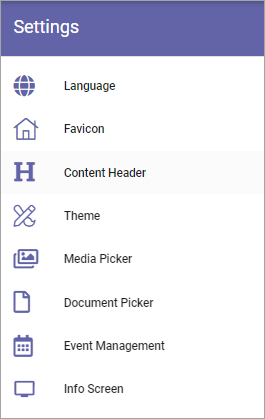 Settings
Language
Favicon
Content Header
Theme
Media Picker
Document Picker
Event Management
Info Screen